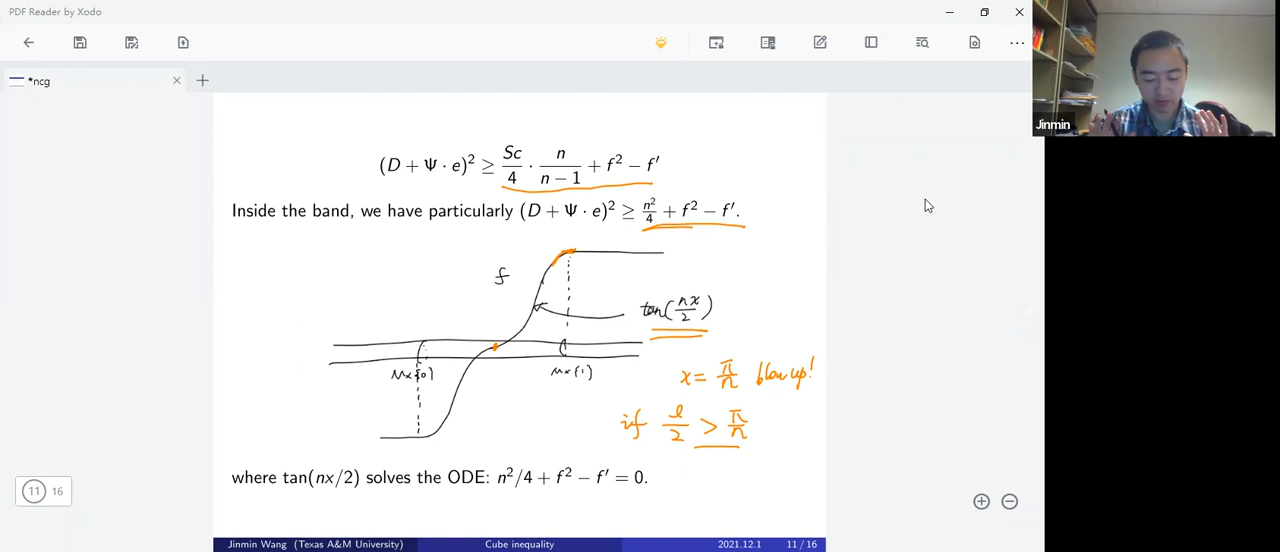 PDF Reader by Xodo
*ncg
Jinmin
(D + Ψ · e)² ≥ Sc/4 · n/(n − 1) + f² − f′
Inside the band, we have particularly (D + Ψ · e)² ≥ n²/4 + f² − f′.
f
tan(nx/2)
M×{0}
M×{1}
x = π/n blow up!
if ℓ/2 > π/n
where tan(nx/2) solves the ODE: n²/4 + f² − f′ = 0.
11 16
Jinmin Wang (Texas A&M University) Cube inequality 2021.12.1 11 / 16